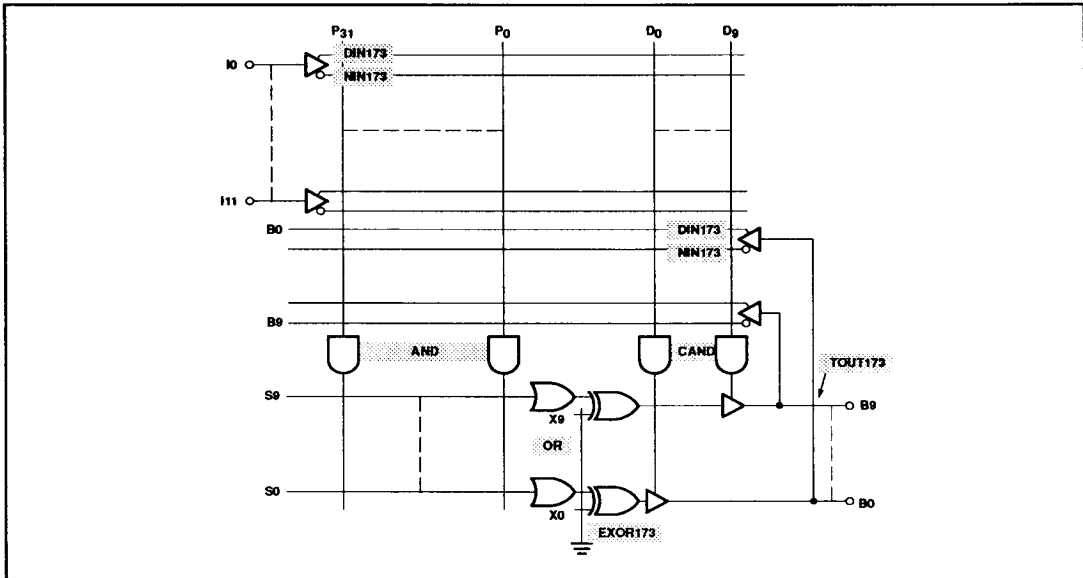 P31 P0 D0 D9
DIN173
I0
NIN173
I11
B0 DIN173
NIN173
B9
AND CAND
TOUT173
S9 B9
X9
OR
S0 B0
X0
EXOR173